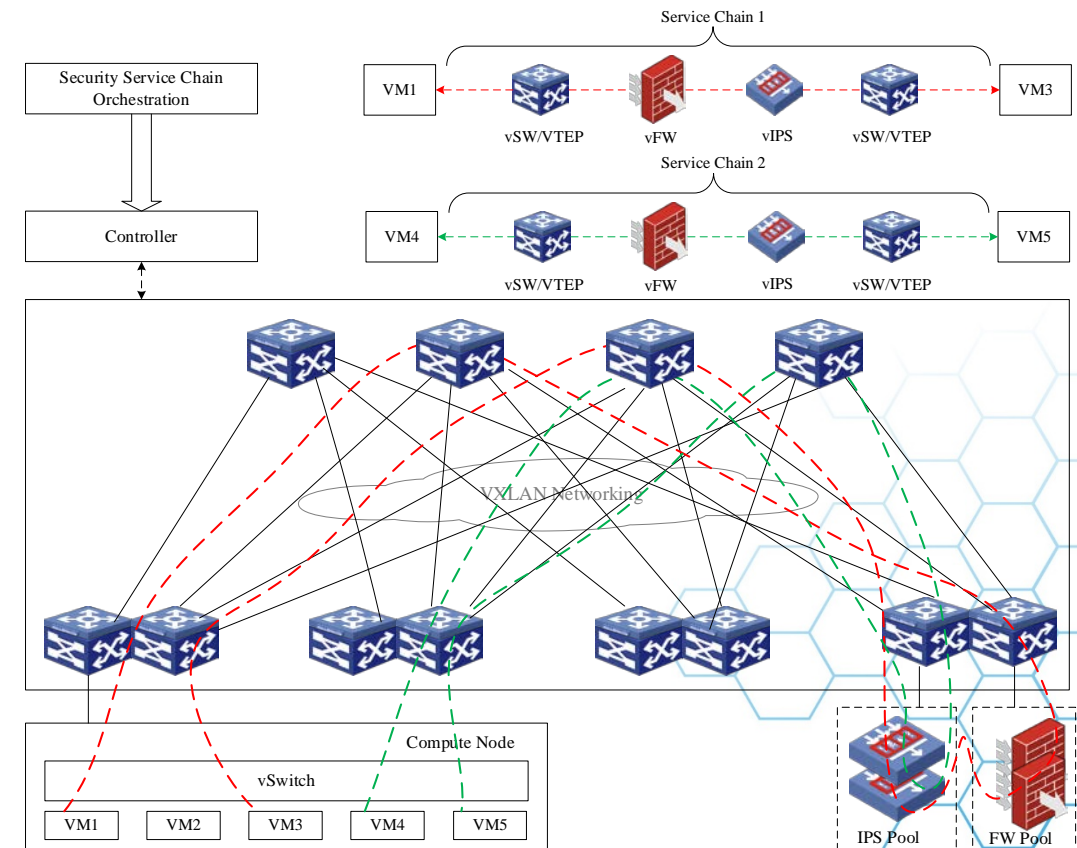 Service Chain 1
Security Service Chain
Orchestration
VM1
VM3
vSW/VTEP
vFW
vIPS
vSW/VTEP
Service Chain 2
Controller
VM4
VM5
vSW/VTEP
vFW
vIPS
vSW/VTEP
VXLAN Networking
Compute Node
vSwitch
VM1
VM2
VM3
VM4
VM5
IPS Pool
FW Pool